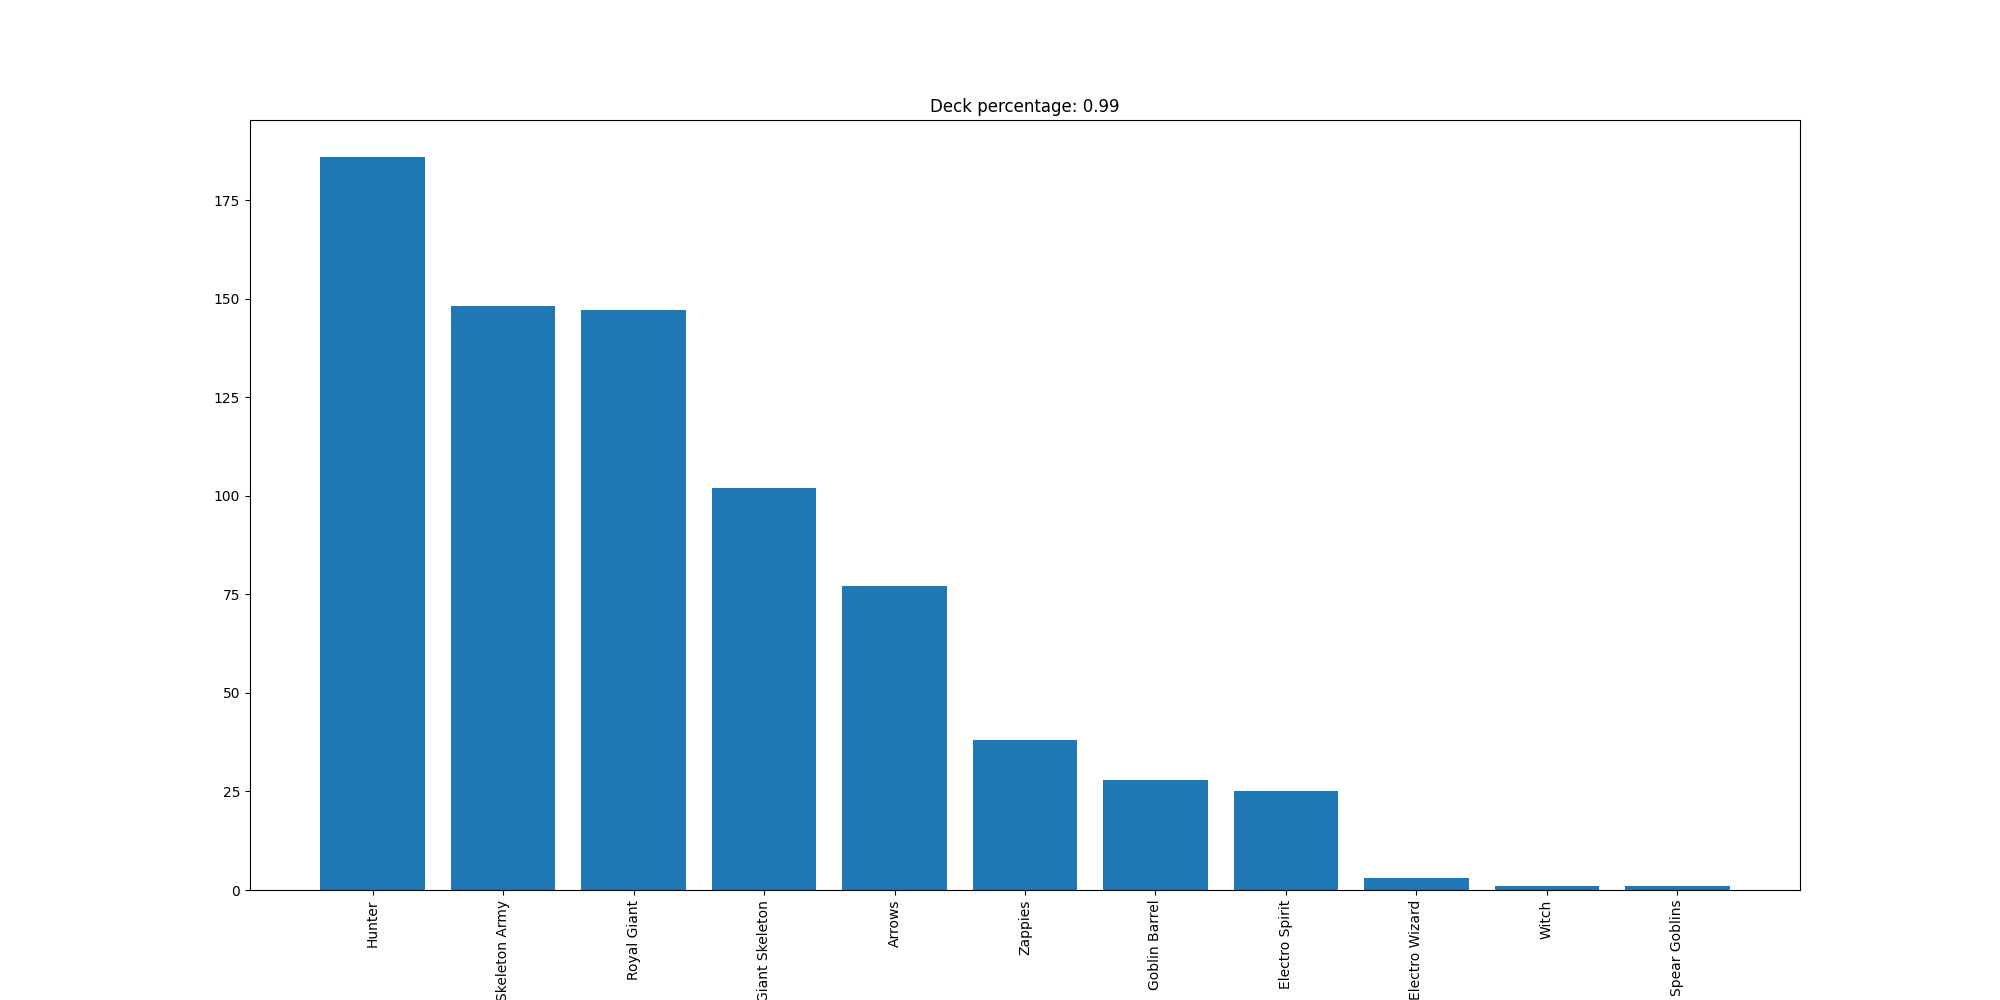 Deck percentage: 0.99
175
150
125
100
75
50
25
0
Hunter
Skeleton Army
Royal Giant
Giant Skeleton
Arrows
Zappies
Goblin Barrel
Electro Spirit
Electro Wizard
Witch
Spear Goblins